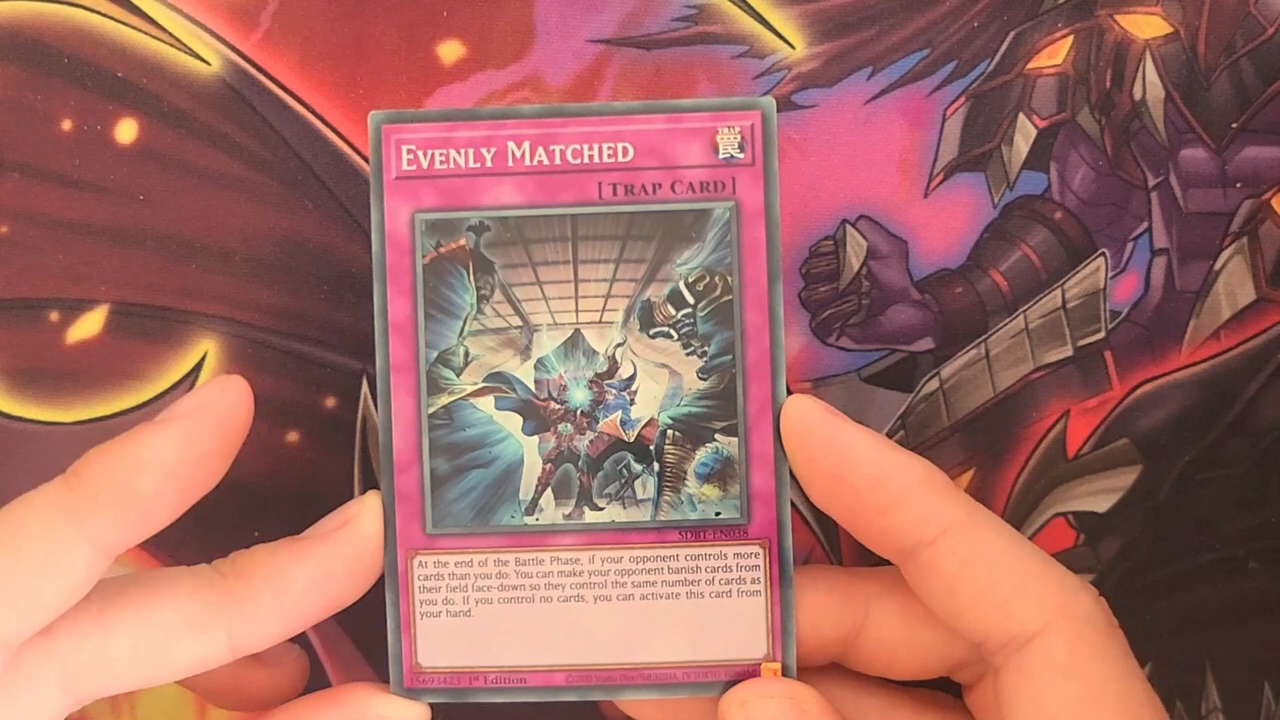 EVENLY MATCHED
TRAP
罠
[TRAP CARD]
SDBT-EN038
At the end of the Battle Phase, if your opponent controls more
cards than you do: You can make your opponent banish cards from
their field face-down so they control the same number of cards as
you do. If you control no cards, you can activate this card from
your hand.
15693423 1st Edition
©2020 Studio Dice/SHUEISHA, TV TOKYO, KONAMI